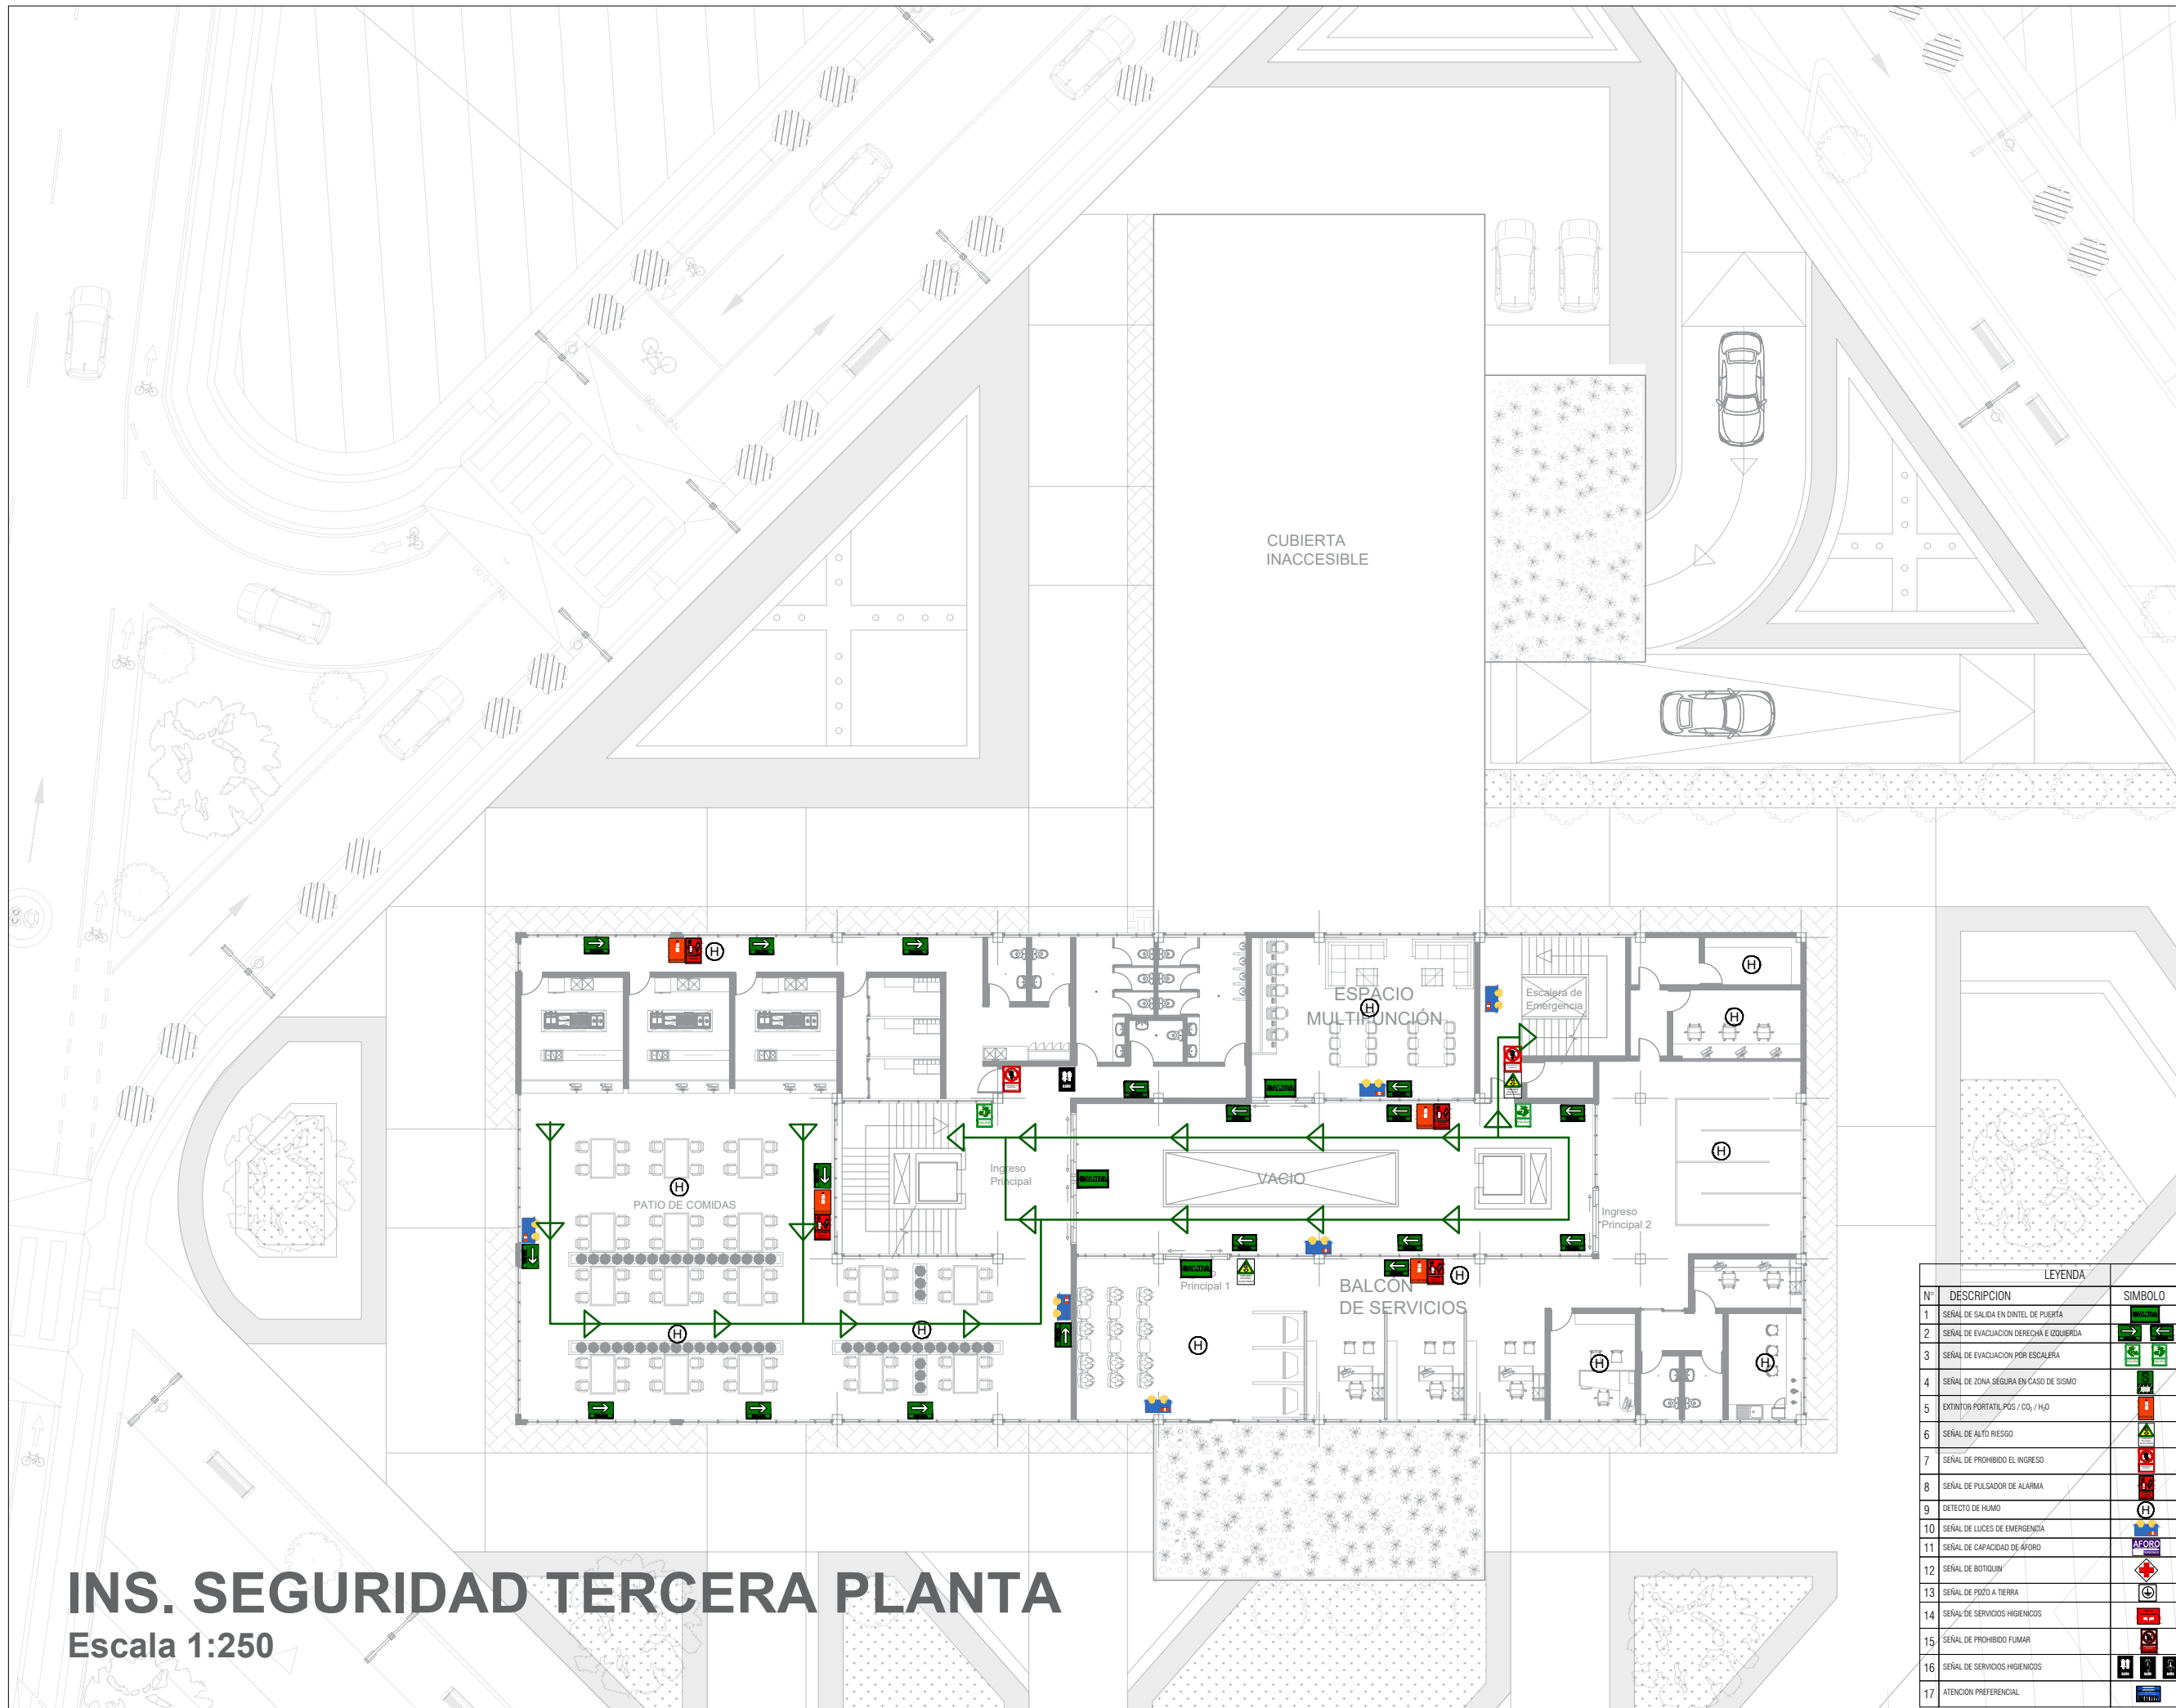 CUBIERTA
INACCESIBLE
ESPACIO
MULTIFUNCIÓN
Escalera de
Emergencia
H
H
H
H
H
H
H
H
H
H
H
H
Ingreso
Principal
VACIO
PATIO DE COMIDAS
Ingreso
Principal 2
Principal 1
BALCÓN
DE SERVICIOS
LEYENDA
N° DESCRIPCION SIMBOLO
1 SEÑAL DE SALIDA EN DINTEL DE PUERTA
2 SEÑAL DE EVACUACION DERECHA E IZQUIERDA
3 SEÑAL DE EVACUACION POR ESCALERA
4 SEÑAL DE ZONA SEGURA EN CASO DE SISMO S
5 EXTINTOR PORTATIL PQS / CO2 / H2O
6 SEÑAL DE ALTO RIESGO
7 SEÑAL DE PROHIBIDO EL INGRESO
8 SEÑAL DE PULSADOR DE ALARMA
9 DETECTO DE HUMO H
10 SEÑAL DE LUCES DE EMERGENCIA
11 SEÑAL DE CAPACIDAD DE AFORO AFORO
12 SEÑAL DE BOTIQUIN
13 SEÑAL DE POZO A TIERRA
14 SEÑAL DE SERVICIOS HIGIENICOS
15 SEÑAL DE PROHIBIDO FUMAR
16 SEÑAL DE SERVICIOS HIGIENICOS
17 ATENCION PREFERENCIAL
INS. SEGURIDAD TERCERA PLANTA
Escala 1:250